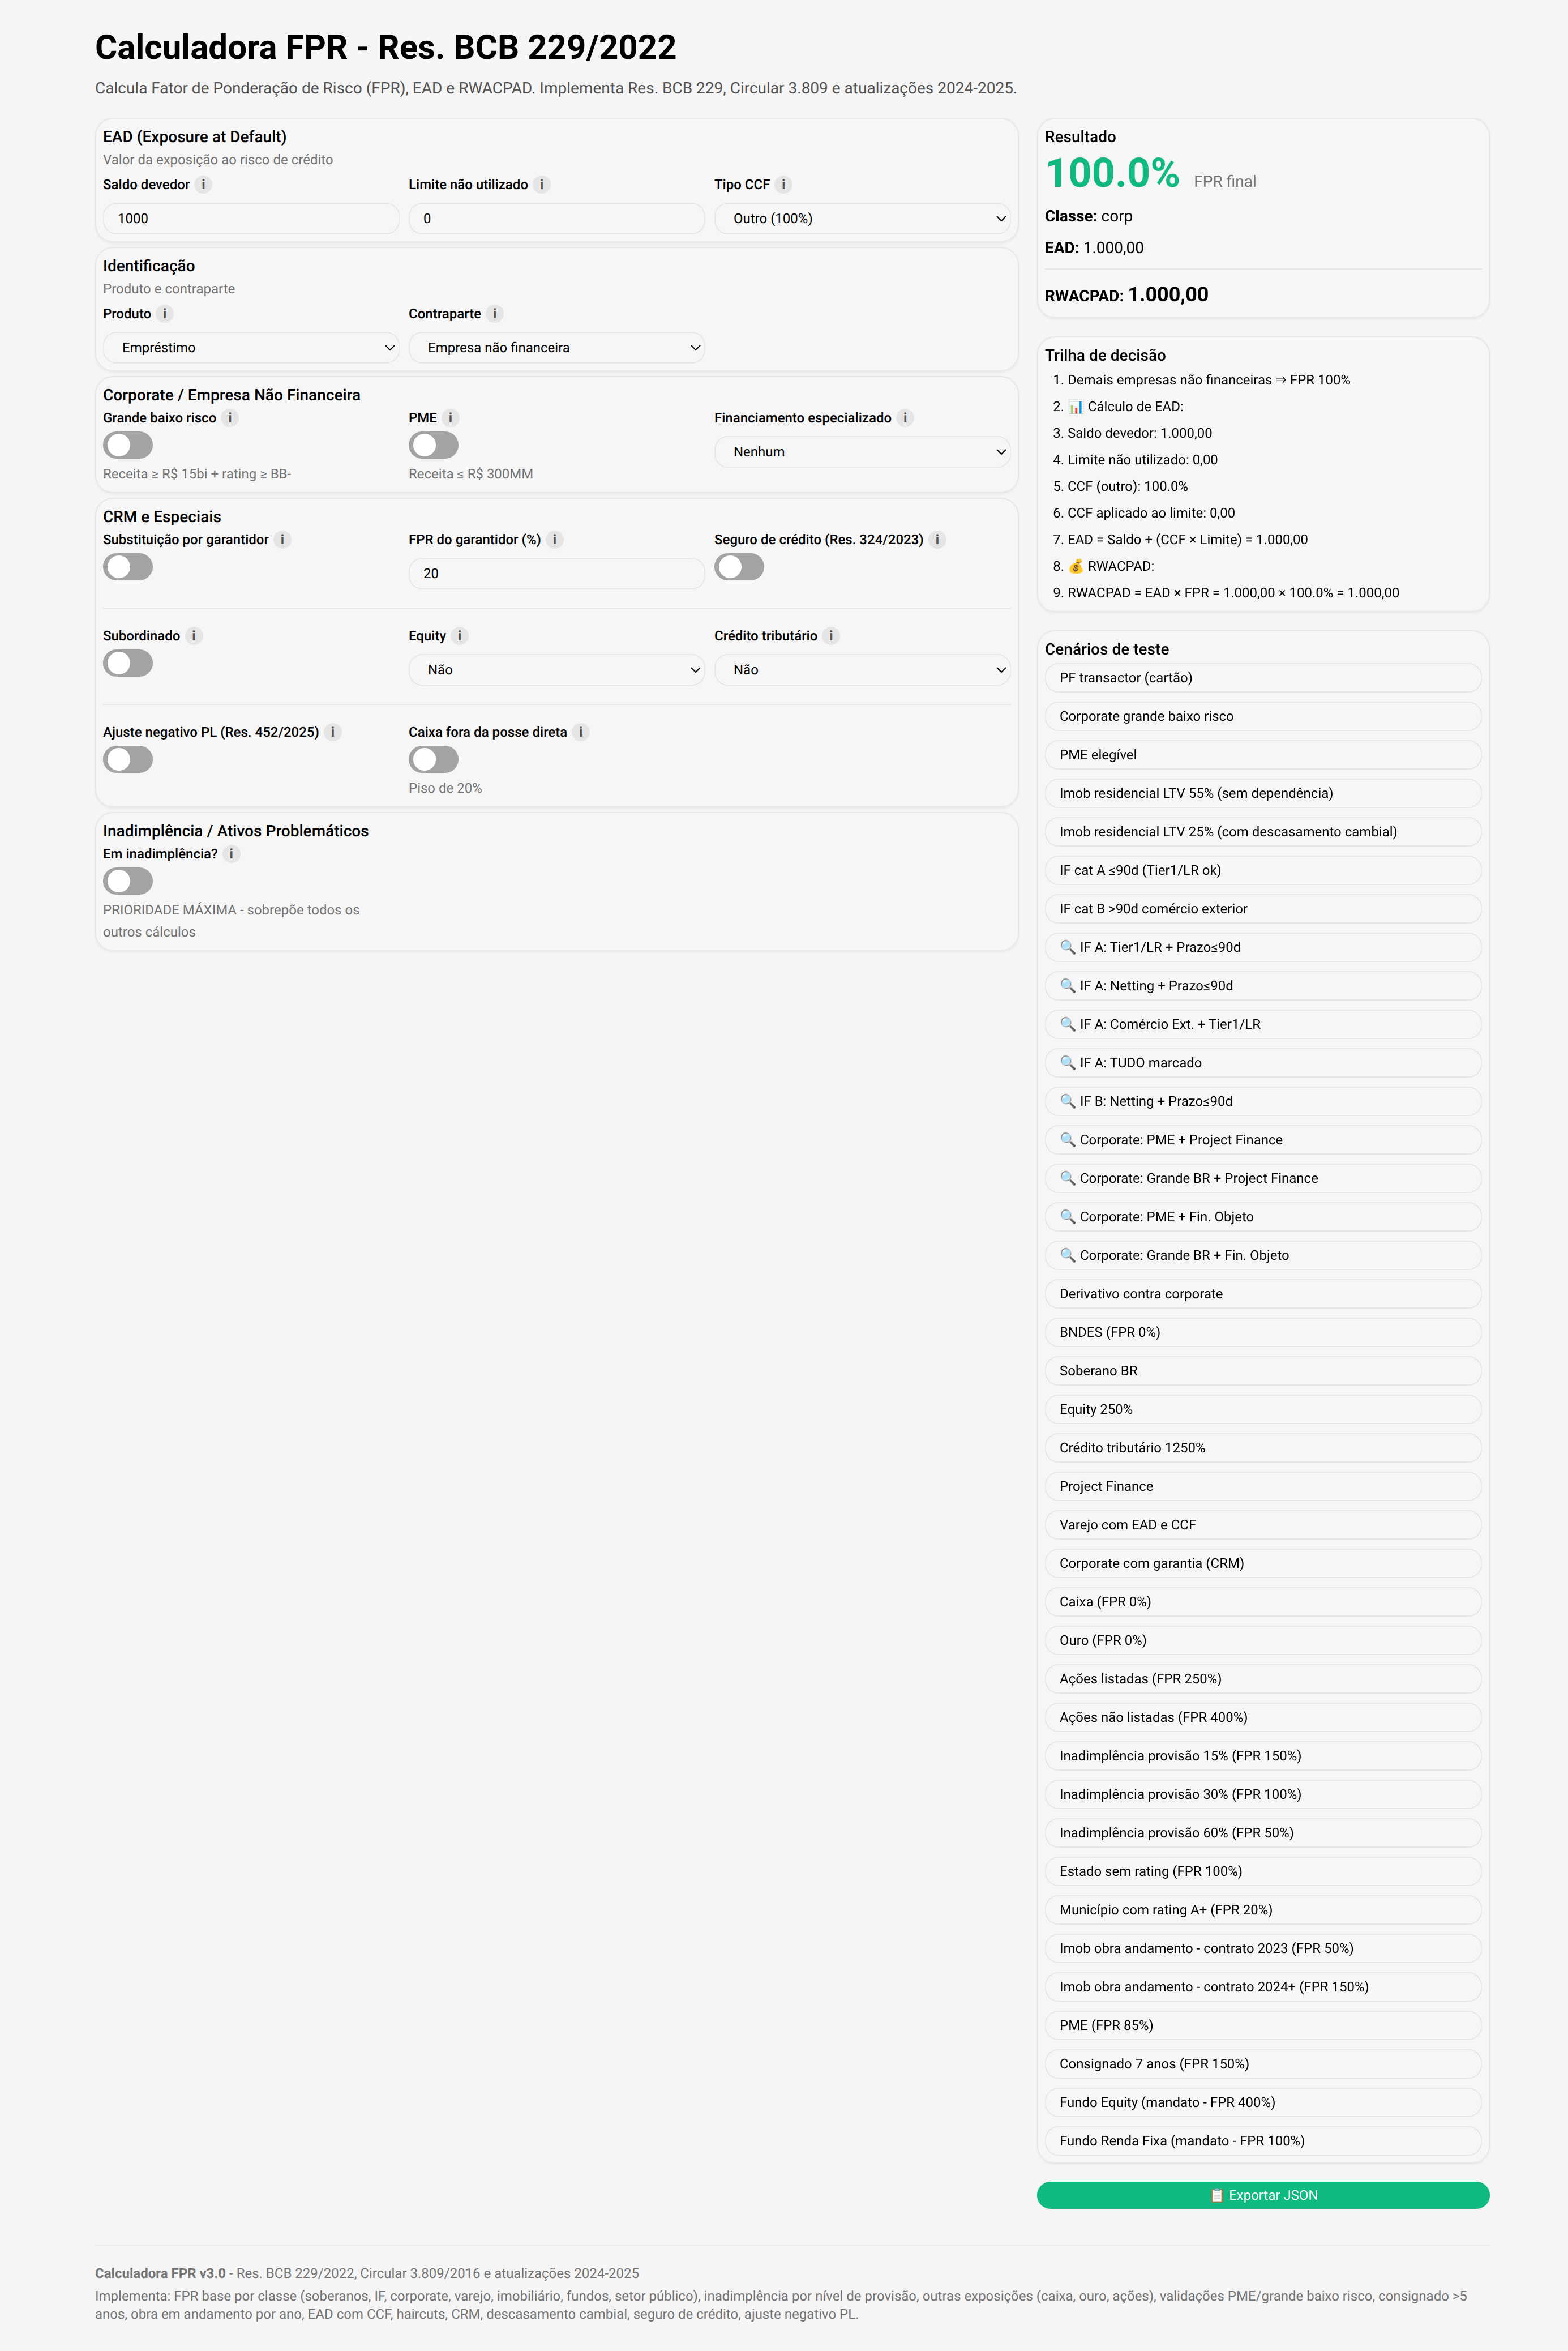 Calculadora FPR - Res. BCB 229/2022
Calcula Fator de Ponderação de Risco (FPR), EAD e RWACPAD. Implementa Res. BCB 229, Circular 3.809 e atualizações 2024-2025.
EAD (Exposure at Default)
Valor da exposição ao risco de crédito
Saldo devedor i
Limite não utilizado i
Tipo CCF i
1000
0
Outro (100%)
Identificação
Produto e contraparte
Produto i
Contraparte i
Empréstimo
Empresa não financeira
Corporate / Empresa Não Financeira
Grande baixo risco i
PME i
Financiamento especializado i
Nenhum
Receita ≥ R$ 15bi + rating ≥ BB-
Receita ≤ R$ 300MM
CRM e Especiais
Substituição por garantidor i
FPR do garantidor (%) i
Seguro de crédito (Res. 324/2023) i
20
Subordinado i
Equity i
Crédito tributário i
Não
Não
Ajuste negativo PL (Res. 452/2025) i
Caixa fora da posse direta i
Piso de 20%
Inadimplência / Ativos Problemáticos
Em inadimplência? i
PRIORIDADE MÁXIMA - sobrepõe todos os
outros cálculos
Resultado
100.0% FPR final
Classe: corp
EAD: 1.000,00
RWACPAD: 1.000,00
Trilha de decisão
1. Demais empresas não financeiras ⇒ FPR 100%
2. 📊 Cálculo de EAD:
3. Saldo devedor: 1.000,00
4. Limite não utilizado: 0,00
5. CCF (outro): 100.0%
6. CCF aplicado ao limite: 0,00
7. EAD = Saldo + (CCF × Limite) = 1.000,00
8. 💰 RWACPAD:
9. RWACPAD = EAD × FPR = 1.000,00 × 100.0% = 1.000,00
Cenários de teste
PF transactor (cartão)
Corporate grande baixo risco
PME elegível
Imob residencial LTV 55% (sem dependência)
Imob residencial LTV 25% (com descasamento cambial)
IF cat A ≤90d (Tier1/LR ok)
IF cat B >90d comércio exterior
🔍 IF A: Tier1/LR + Prazo≤90d
🔍 IF A: Netting + Prazo≤90d
🔍 IF A: Comércio Ext. + Tier1/LR
🔍 IF A: TUDO marcado
🔍 IF B: Netting + Prazo≤90d
🔍 Corporate: PME + Project Finance
🔍 Corporate: Grande BR + Project Finance
🔍 Corporate: PME + Fin. Objeto
🔍 Corporate: Grande BR + Fin. Objeto
Derivativo contra corporate
BNDES (FPR 0%)
Soberano BR
Equity 250%
Crédito tributário 1250%
Project Finance
Varejo com EAD e CCF
Corporate com garantia (CRM)
Caixa (FPR 0%)
Ouro (FPR 0%)
Ações listadas (FPR 250%)
Ações não listadas (FPR 400%)
Inadimplência provisão 15% (FPR 150%)
Inadimplência provisão 30% (FPR 100%)
Inadimplência provisão 60% (FPR 50%)
Estado sem rating (FPR 100%)
Município com rating A+ (FPR 20%)
Imob obra andamento - contrato 2023 (FPR 50%)
Imob obra andamento - contrato 2024+ (FPR 150%)
PME (FPR 85%)
Consignado 7 anos (FPR 150%)
Fundo Equity (mandato - FPR 400%)
Fundo Renda Fixa (mandato - FPR 100%)
📋 Exportar JSON
Calculadora FPR v3.0 - Res. BCB 229/2022, Circular 3.809/2016 e atualizações 2024-2025
Implementa: FPR base por classe (soberanos, IF, corporate, varejo, imobiliário, fundos, setor público), inadimplência por nível de provisão, outras exposições (caixa, ouro, ações), validações PME/grande baixo risco, consignado >5
anos, obra em andamento por ano, EAD com CCF, haircuts, CRM, descasamento cambial, seguro de crédito, ajuste negativo PL.